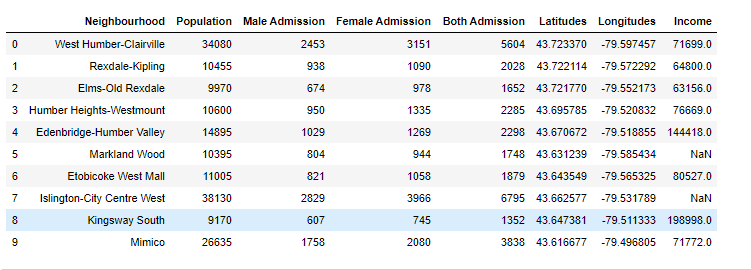 Neighbourhood Population Male Admission Female Admission Both Admission Latitudes Longitudes Income
0 West Humber-Clairville 34080 2453 3151 5604 43.723370 -79.597457 71699.0
1 Rexdale-Kipling 10455 938 1090 2028 43.722114 -79.572292 64800.0
2 Elms-Old Rexdale 9970 674 978 1652 43.721770 -79.552173 63156.0
3 Humber Heights-Westmount 10600 950 1335 2285 43.695785 -79.520832 76669.0
4 Edenbridge-Humber Valley 14895 1029 1269 2298 43.670672 -79.518855 144418.0
5 Markland Wood 10395 804 944 1748 43.631239 -79.585434 NaN
6 Etobicoke West Mall 11005 821 1058 1879 43.643549 -79.565325 80527.0
7 Islington-City Centre West 38130 2829 3966 6795 43.662577 -79.531789 NaN
8 Kingsway South 9170 607 745 1352 43.647381 -79.511333 198998.0
9 Mimico 26635 1758 2080 3838 43.616677 -79.496805 71772.0